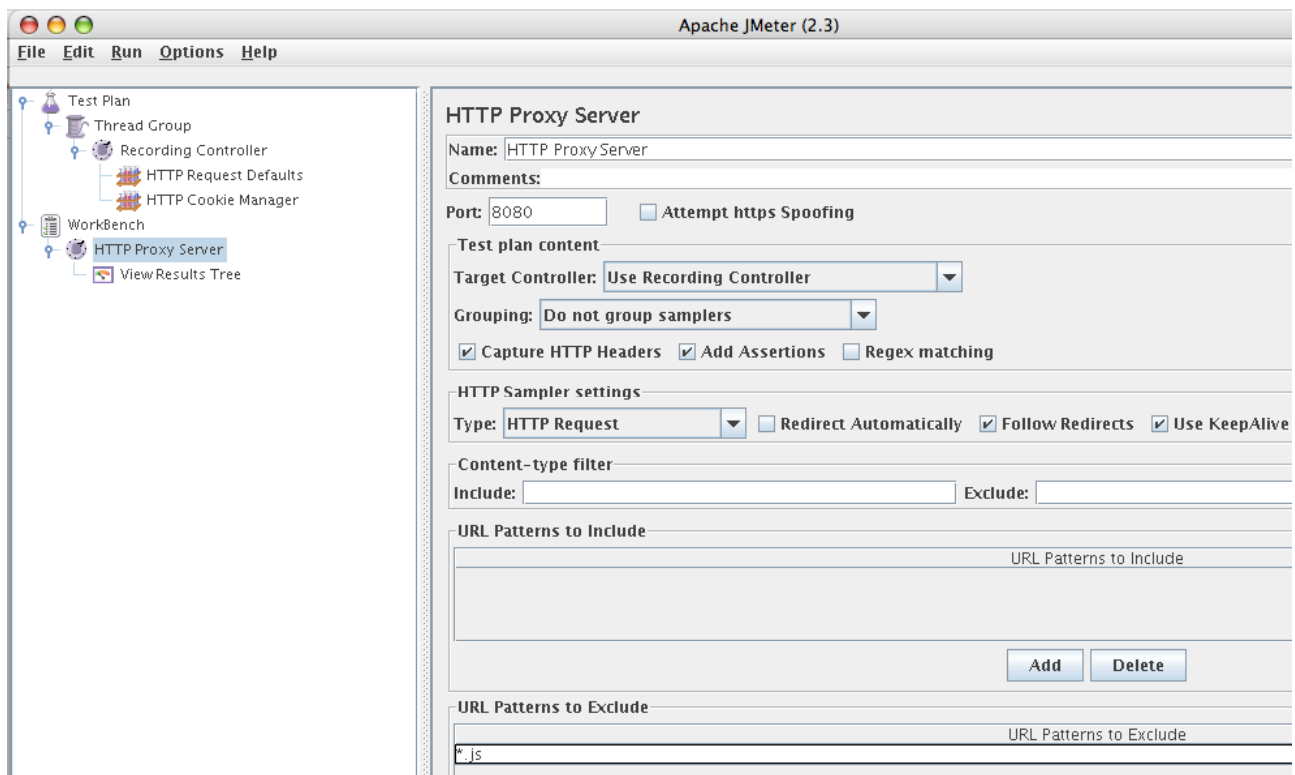 Apache JMeter (2.3)
File Edit Run Options Help
Test Plan
Thread Group
Recording Controller
HTTP Request Defaults
HTTP Cookie Manager
WorkBench
HTTP Proxy Server
View Results Tree
HTTP Proxy Server
Name: HTTP Proxy Server
Comments:
Port: 8080 Attempt https Spoofing
Test plan content
Target Controller: Use Recording Controller
Grouping: Do not group samplers
Capture HTTP Headers Add Assertions Regex matching
HTTP Sampler settings
Type: HTTP Request Redirect Automatically Follow Redirects Use KeepAlive
Content-type filter
Include: Exclude:
URL Patterns to Include
URL Patterns to Include
Add Delete
URL Patterns to Exclude
URL Patterns to Exclude
*.js